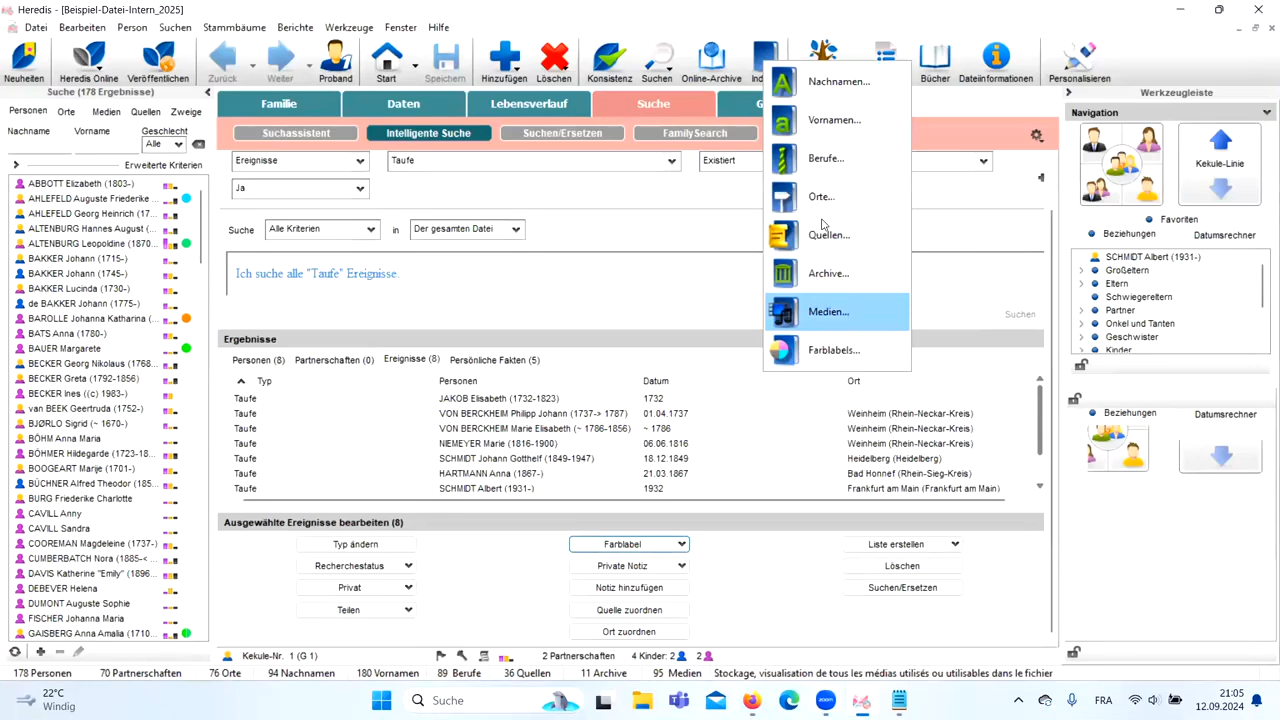 Heredis - [Beispiel-Datei-Intern_2025]
Datei Bearbeiten Person Suchen Stammbäume Berichte Werkzeuge Fenster Hilfe
Neuheiten Heredis Online Veröffentlichen Zurück Weiter Proband Start Speichern Hinzufügen Löschen Konsistenz Suchen Online-Archive Bücher Dateiinformationen Personalisieren
Suche (178 Ergebnisse)
Personen Orte Medien Quellen Zweige
Nachname Vorname Geschlecht
Alle
Erweiterte Kriterien
ABBOTT Elizabeth (1803-)
AHLEFELD Auguste Friederike ...
AHLEFELD Georg Heinrich (17...
ALTENBURG Hannes August (...
ALTENBURG Leopoldine (1870...
BAKKER Johann (1715-)
BAKKER Johann (1745-)
BAKKER Lucinda (1730-)
de BAKKER Johann (1775-)
BAROLLE Johanna Katharina (...
BATS Anna (1780-)
BAUER Margarete
BECKER Georg Nikolaus (1768...
BECKER Greta (1792-1856)
BECKER Ines ((c) 1983-)
van BEEK Geertruda (1752-)
BJØRLO Sigrid (~ 1670-)
BÖHM Anna Maria
BÖHMER Hildegarde (1723-18...
BOOGEART Marije (1701-)
BÜCHNER Alfred Theodor (185...
BURG Friederike Charlotte
CAVILL Anny
CAVILL Sandra
COOREMAN Magdeleine (1737-)
CUMBERBATCH Nora (1885-<
DAVIS Katherine "Emily" (1896...
DEBEVER Helena
DUMONT Auguste Sophie
FISCHER Johanna Maria
GAISBERG Anna Amalia (1710...
Familie Daten Lebensverlauf Suche
Suchassistent Intelligente Suche Suchen/Ersetzen FamilySearch
Ereignisse Taufe Existiert
Ja
Suche Alle Kriterien in Der gesamten Datei
Ich suche alle "Taufe" Ereignisse.
Suchen
Nachnamen...
Vornamen...
Berufe...
Orte...
Quellen...
Archive...
Medien...
Farblabels...
Ergebnisse
Personen (8) Partnerschaften (0) Ereignisse (8) Persönliche Fakten (5)
Typ Personen Datum Ort
Taufe JAKOB Elisabeth (1732-1823) 1732
Taufe VON BERCKHEIM Philipp Johann (1737-> 1787) 01.04.1737 Weinheim (Rhein-Neckar-Kreis)
Taufe VON BERCKHEIM Marie Elisabeth (~ 1786-1856) ~ 1786 Weinheim (Rhein-Neckar-Kreis)
Taufe NIEMEYER Marie (1816-1900) 06.06.1816 Weinheim (Rhein-Neckar-Kreis)
Taufe SCHMIDT Johann Gotthelf (1849-1947) 18.12.1849 Heidelberg (Heidelberg)
Taufe HARTMANN Anna (1867-) 21.03.1867 Bad Honnef (Rhein-Sieg-Kreis)
Taufe SCHMIDT Albert (1931-) 1932 Frankfurt am Main (Frankfurt am Main)
Ausgewählte Ereignisse bearbeiten (8)
Typ ändern Farblabel Liste erstellen
Recherchestatus Private Notiz Löschen
Privat Notiz hinzufügen Suchen/Ersetzen
Teilen Quelle zuordnen
Ort zuordnen
Kekule-Nr. 1 (G 1) 2 Partnerschaften 4 Kinder: 2 2
Werkzeugleiste
Navigation
Kekule-Linie
Favoriten
Beziehungen Datumsrechner
SCHMIDT Albert (1931-)
Großeltern
Eltern
Schwiegereltern
Partner
Onkel und Tanten
Geschwister
Kinder
Beziehungen Datumsrechner
178 Personen 70 Partnerschaften 76 Orte 94 Nachnamen 180 Vornamen 89 Berufe 36 Quellen 11 Archive 95 Medien Stockage, visualisation de tous les médias utilisés ou utilisables dans le fichier
22°C
Windig
Suche
FRA
21:05
12.09.2024